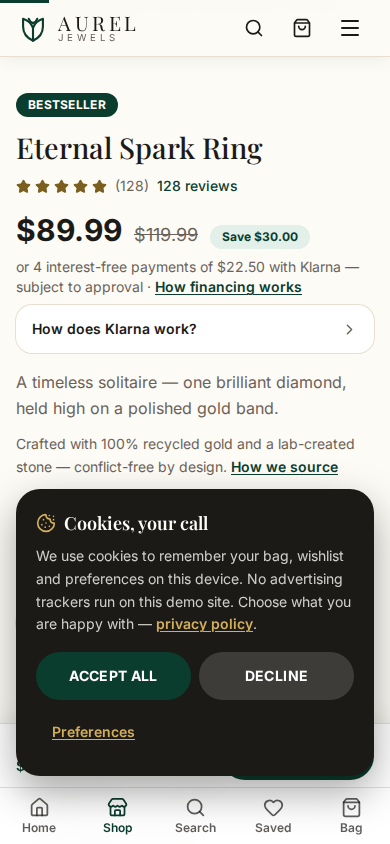 AUREL
JEWELS
BESTSELLER
Eternal Spark Ring
(128) 128 reviews
$89.99 $119.99 Save $30.00
or 4 interest-free payments of $22.50 with Klarna —
subject to approval · How financing works
How does Klarna work?
A timeless solitaire — one brilliant diamond,
held high on a polished gold band.
Crafted with 100% recycled gold and a lab-created
stone — conflict-free by design. How we source
Cookies, your call
We use cookies to remember your bag, wishlist
and preferences on this device. No advertising
trackers run on this demo site. Choose what you
are happy with — privacy policy.
ACCEPT ALL DECLINE
Preferences
Home Shop Search Saved Bag